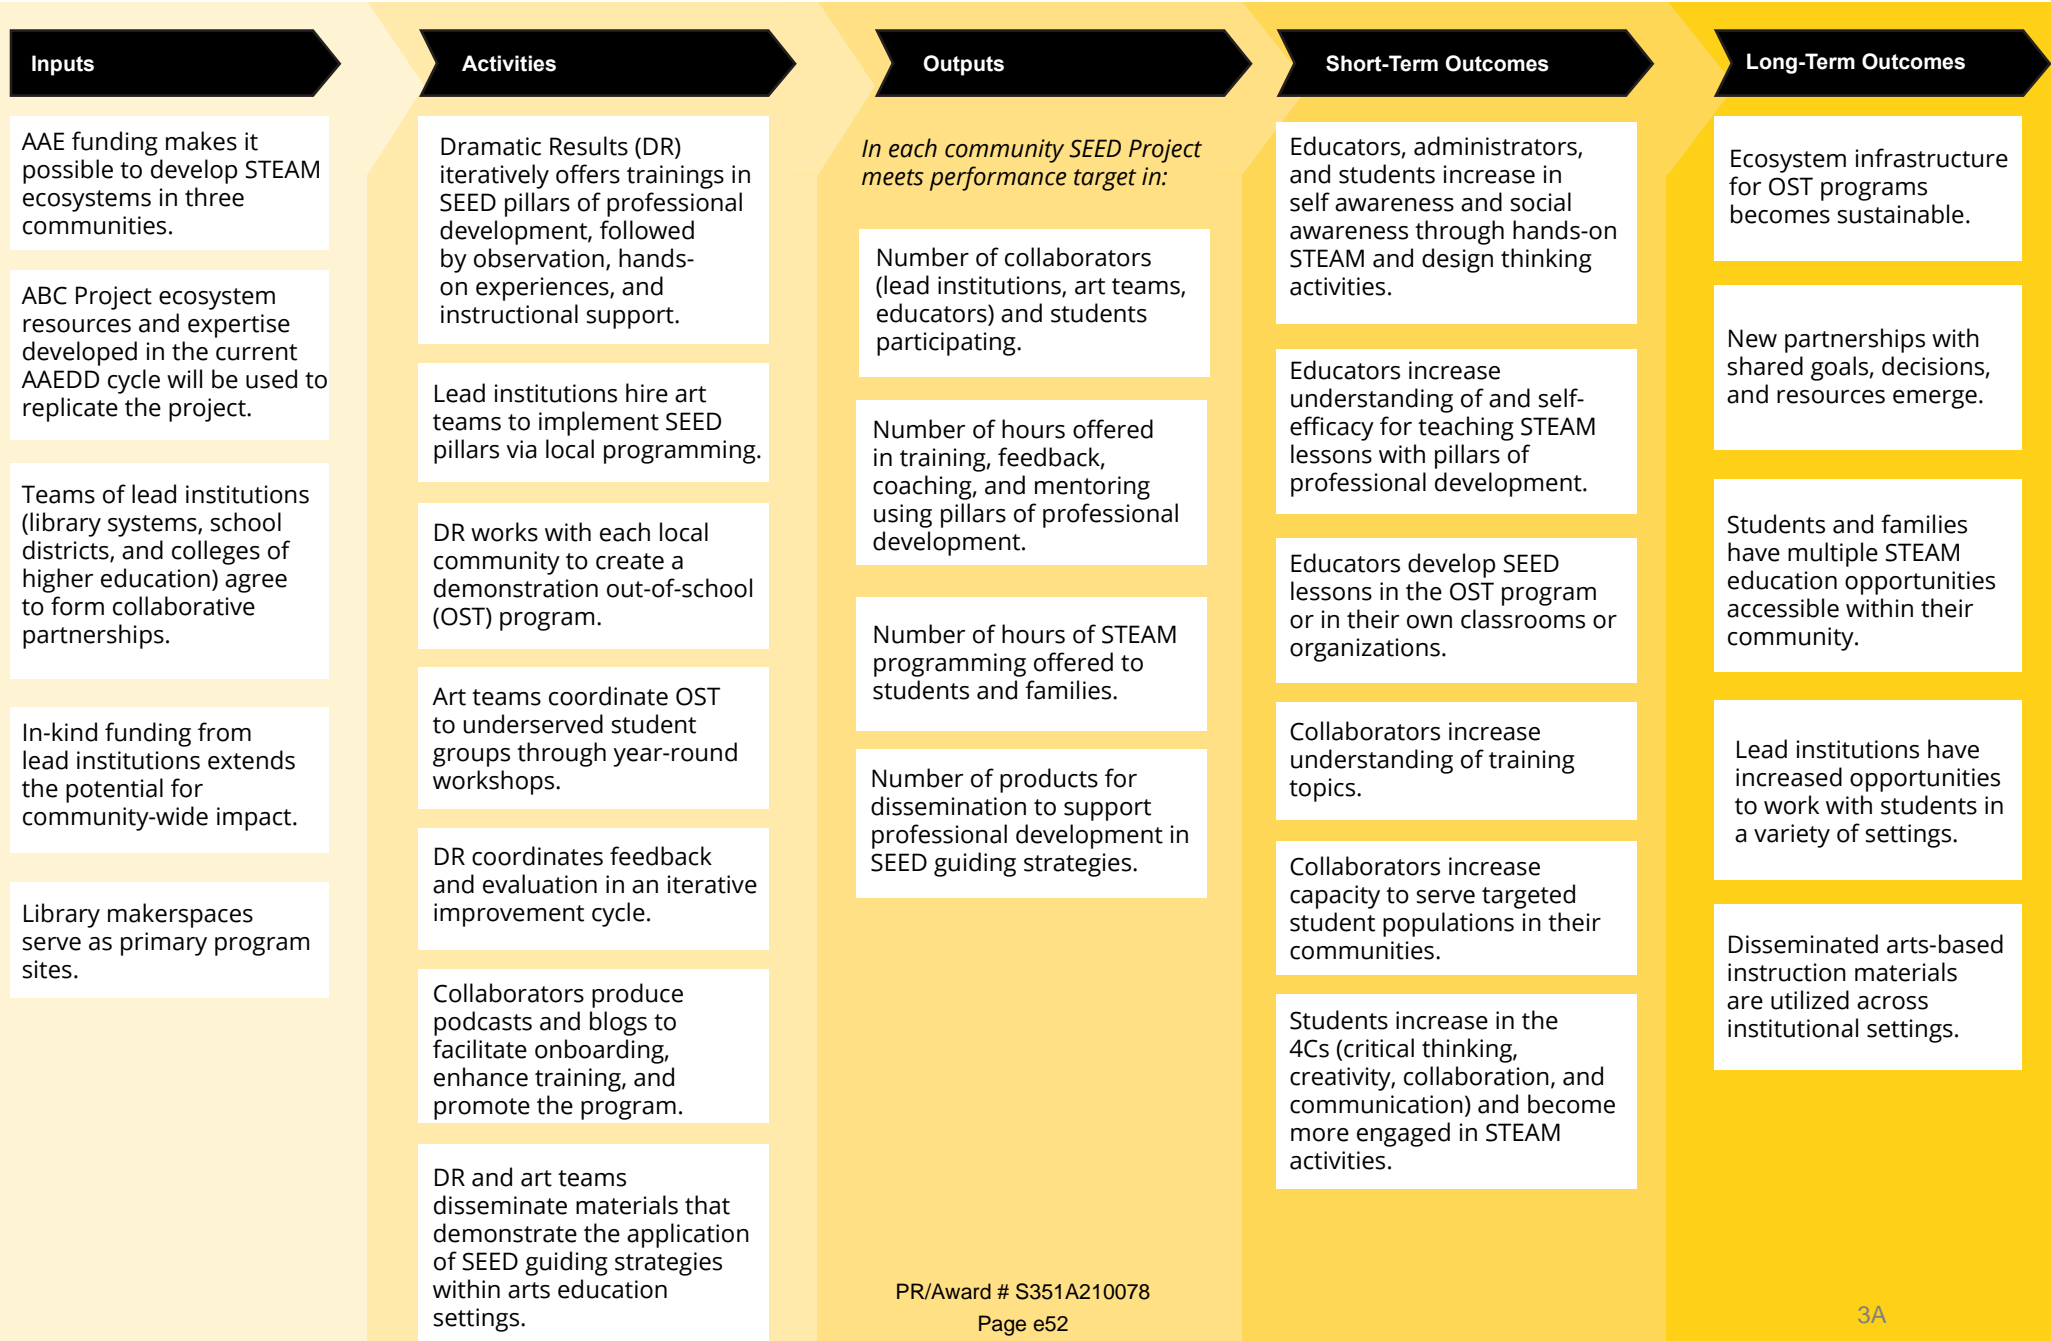 Inputs
AAE funding makes it
possible to develop STEAM
ecosystems in three
communities.
ABC Project ecosystem
resources and expertise
developed in the current
AAEDD cycle will be used to
replicate the project.
Teams of lead institutions
(library systems, school
districts, and colleges of
higher education) agree
to form collaborative
partnerships.
In-kind funding from
lead institutions extends
the potential for
community-wide impact.
Library makerspaces
serve as primary program
sites.
Activities
Dramatic Results (DR)
iteratively offers trainings in
SEED pillars of professional
development, followed
by observation, hands-
on experiences, and
instructional support.
Lead institutions hire art
teams to implement SEED
pillars via local programming.
DR works with each local
community to create a
demonstration out-of-school
(OST) program.
Art teams coordinate OST
to underserved student
groups through year-round
workshops.
DR coordinates feedback
and evaluation in an iterative
improvement cycle.
Collaborators produce
podcasts and blogs to
facilitate onboarding,
enhance training, and
promote the program.
DR and art teams
disseminate materials that
demonstrate the application
of SEED guiding strategies
within arts education
settings.
Outputs
In each community SEED Project
meets performance target in:
Number of collaborators
(lead institutions, art teams,
educators) and students
participating.
Number of hours offered
in training, feedback,
coaching, and mentoring
using pillars of professional
development.
Number of hours of STEAM
programming offered to
students and families.
Number of products for
dissemination to support
professional development in
SEED guiding strategies.
Short-Term Outcomes
Educators, administrators,
and students increase in
self awareness and social
awareness through hands-on
STEAM and design thinking
activities.
Educators increase
understanding of and self-
efficacy for teaching STEAM
lessons with pillars of
professional development.
Educators develop SEED
lessons in the OST program
or in their own classrooms or
organizations.
Collaborators increase
understanding of training
topics.
Collaborators increase
capacity to serve targeted
student populations in their
communities.
Students increase in the
4Cs (critical thinking,
creativity, collaboration, and
communication) and become
more engaged in STEAM
activities.
Long-Term Outcomes
Ecosystem infrastructure
for OST programs
becomes sustainable.
New partnerships with
shared goals, decisions,
and resources emerge.
Students and families
have multiple STEAM
education opportunities
accessible within their
community.
Lead institutions have
increased opportunities
to work with students in
a variety of settings.
Disseminated arts-based
instruction materials
are utilized across
institutional settings.
PR/Award # S351A210078
Page e52
3A